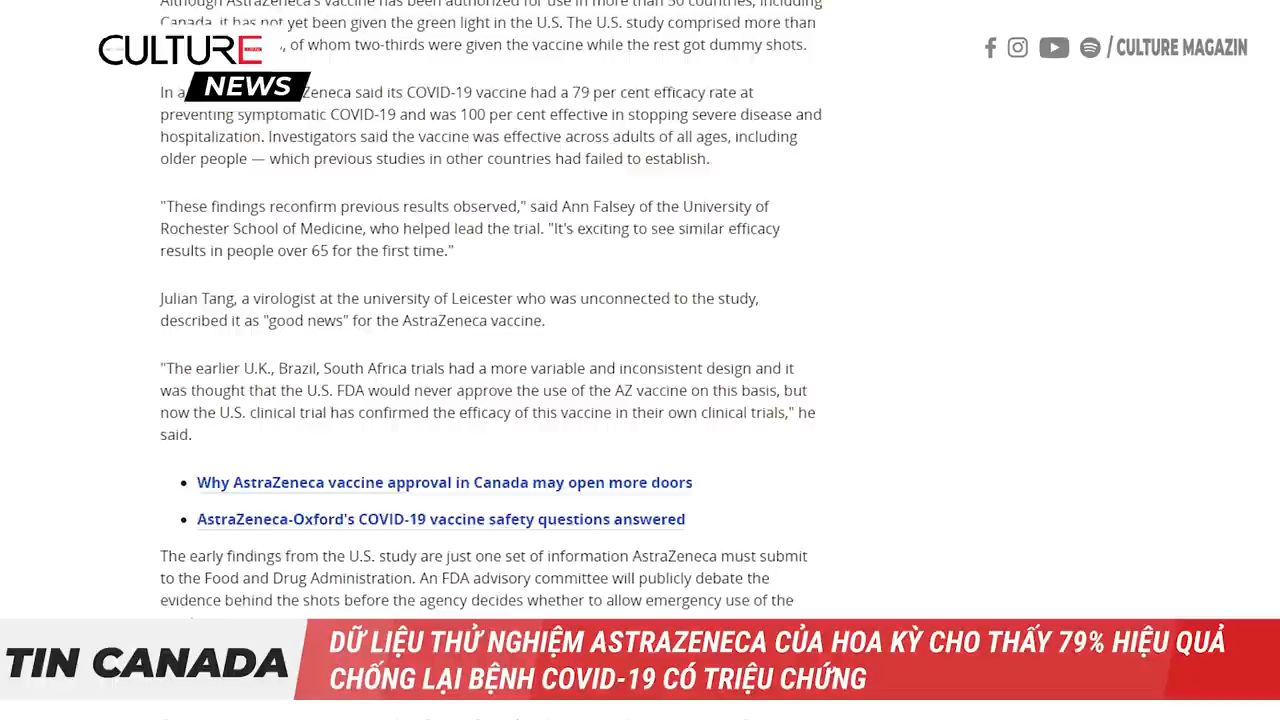 Although AstraZeneca's vaccine has been authorized for use in more than 50 countries, including
Canada, it has not yet been given the green light in the U.S. The U.S. study comprised more than
, of whom two-thirds were given the vaccine while the rest got dummy shots.
CULTURE
NEWS
/ CULTURE MAGAZIN
In a Zeneca said its COVID-19 vaccine had a 79 per cent efficacy rate at
preventing symptomatic COVID-19 and was 100 per cent effective in stopping severe disease and
hospitalization. Investigators said the vaccine was effective across adults of all ages, including
older people — which previous studies in other countries had failed to establish.
"These findings reconfirm previous results observed," said Ann Falsey of the University of
Rochester School of Medicine, who helped lead the trial. "It's exciting to see similar efficacy
results in people over 65 for the first time."
Julian Tang, a virologist at the university of Leicester who was unconnected to the study,
described it as "good news" for the AstraZeneca vaccine.
"The earlier U.K., Brazil, South Africa trials had a more variable and inconsistent design and it
was thought that the U.S. FDA would never approve the use of the AZ vaccine on this basis, but
now the U.S. clinical trial has confirmed the efficacy of this vaccine in their own clinical trials," he
said.
• Why AstraZeneca vaccine approval in Canada may open more doors
• AstraZeneca-Oxford's COVID-19 vaccine safety questions answered
The early findings from the U.S. study are just one set of information AstraZeneca must submit
to the Food and Drug Administration. An FDA advisory committee will publicly debate the
evidence behind the shots before the agency decides whether to allow emergency use of the
TIN CANADA
DỮ LIỆU THỬ NGHIỆM ASTRAZENECA CỦA HOA KỲ CHO THẤY 79% HIỆU QUẢ
CHỐNG LẠI BỆNH COVID-19 CÓ TRIỆU CHỨNG